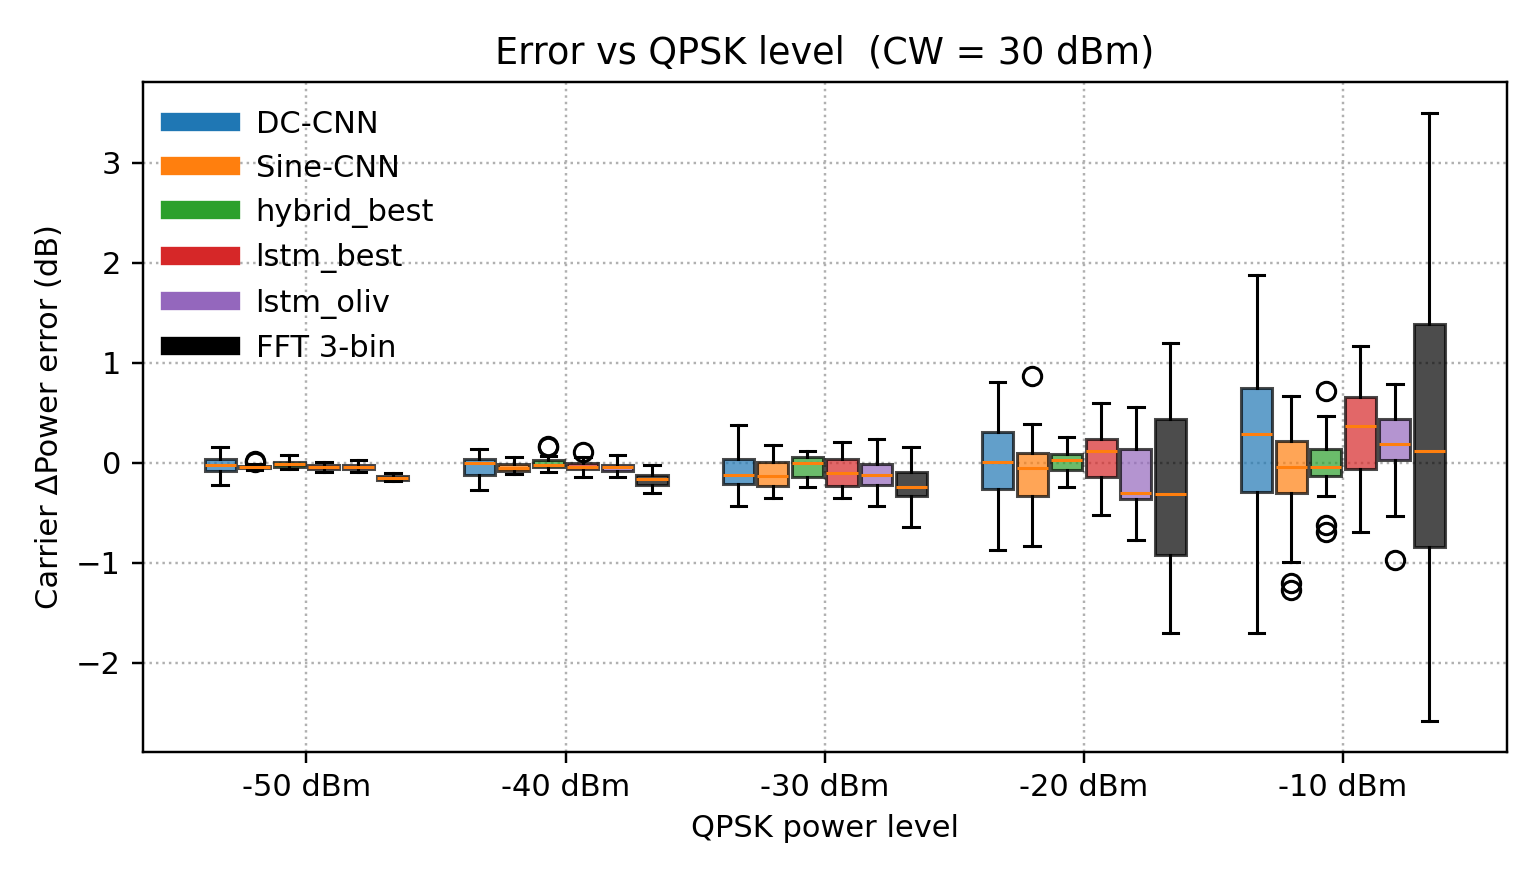 Error vs QPSK level (CW = 30 dBm)
DC-CNN
Sine-CNN
hybrid_best
lstm_best
lstm_oliv
FFT 3-bin
Carrier ΔPower error (dB)
3
2
1
0
−1
−2
-50 dBm
-40 dBm
-30 dBm
-20 dBm
-10 dBm
QPSK power level